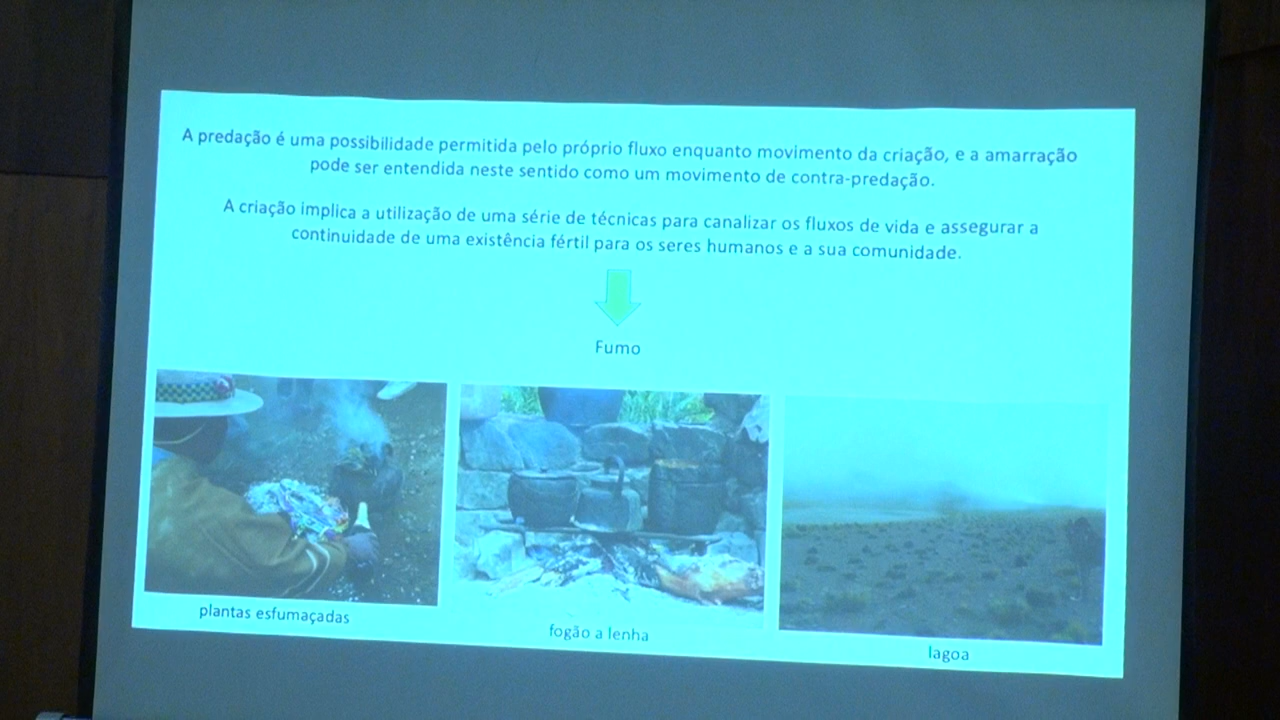 A predação é uma possibilidade permitida pelo próprio fluxo enquanto movimento da criação, e a amarração
pode ser entendida neste sentido como um movimento de contra-predação.
A criação implica a utilização de uma série de técnicas para canalizar os fluxos de vida e assegurar a
continuidade de uma existência fértil para os seres humanos e a sua comunidade.
Fumo
plantas esfumaçadas
fogão a lenha
lagoa